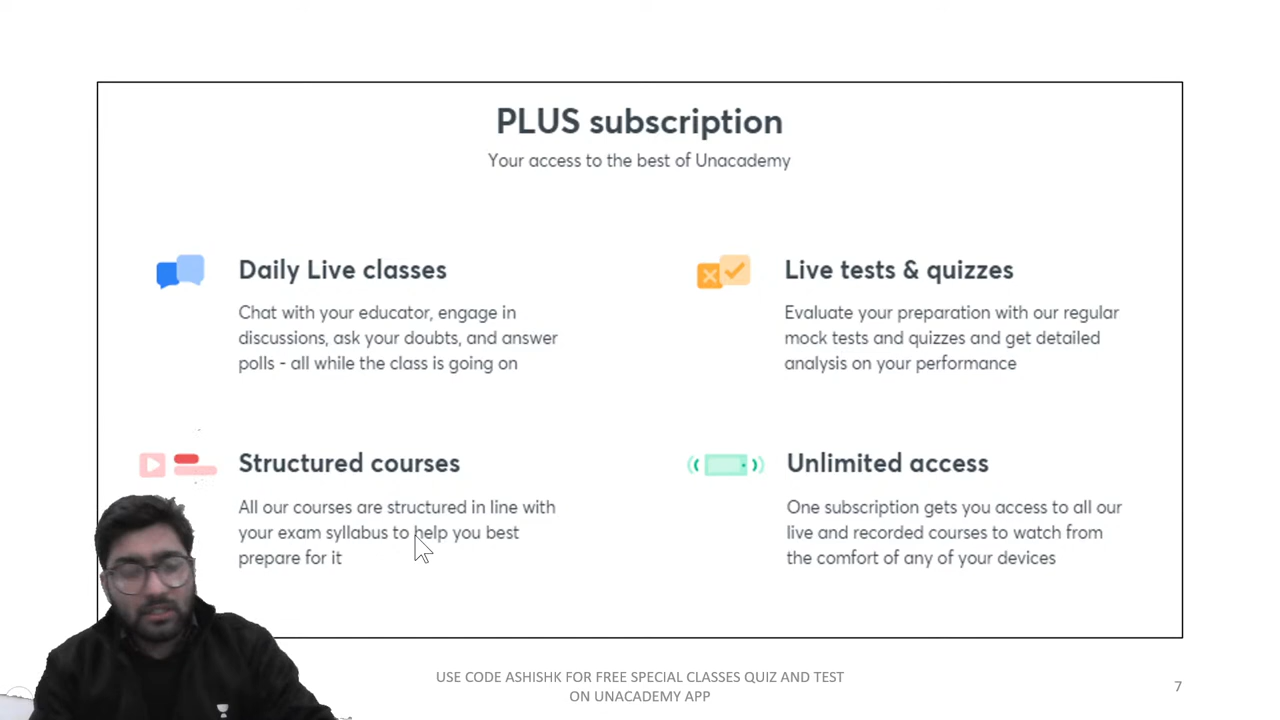 PLUS subscription
Your access to the best of Unacademy
Daily Live classes
Chat with your educator, engage in
discussions, ask your doubts, and answer
polls - all while the class is going on
Live tests & quizzes
Evaluate your preparation with our regular
mock tests and quizzes and get detailed
analysis on your performance
Structured courses
All our courses are structured in line with
your exam syllabus to help you best
prepare for it
Unlimited access
One subscription gets you access to all our
live and recorded courses to watch from
the comfort of any of your devices
USE CODE ASHISHK FOR FREE SPECIAL CLASSES QUIZ AND TEST
ON UNACADEMY APP
7